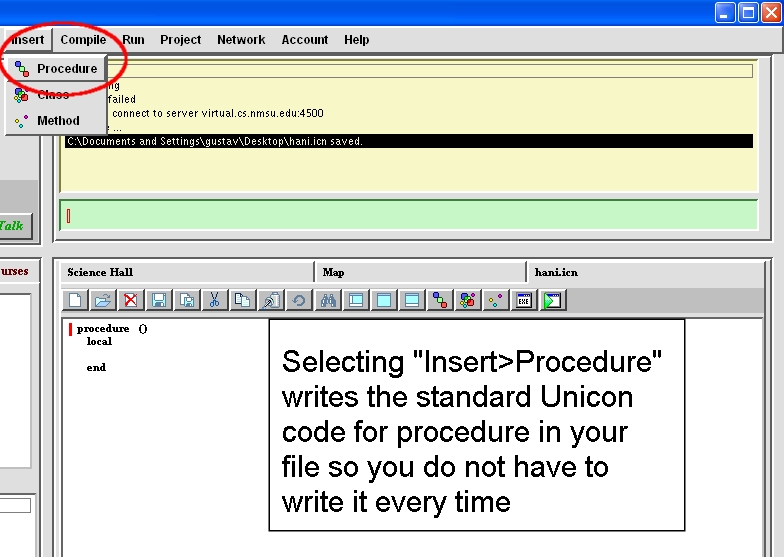 Insert Compile Run Project Network Account Help
Procedure
Class
Method
failed
connect to server virtual.cs.nmsu.edu:4500
...
C:\Documents and Settings\gustav\Desktop\hani.icn saved.
Talk
urses
Science Hall Map hani.icn
EXE
procedure ()
local
end
Selecting "Insert>Procedure"
writes the standard Unicon
code for procedure in your
file so you do not have to
write it every time